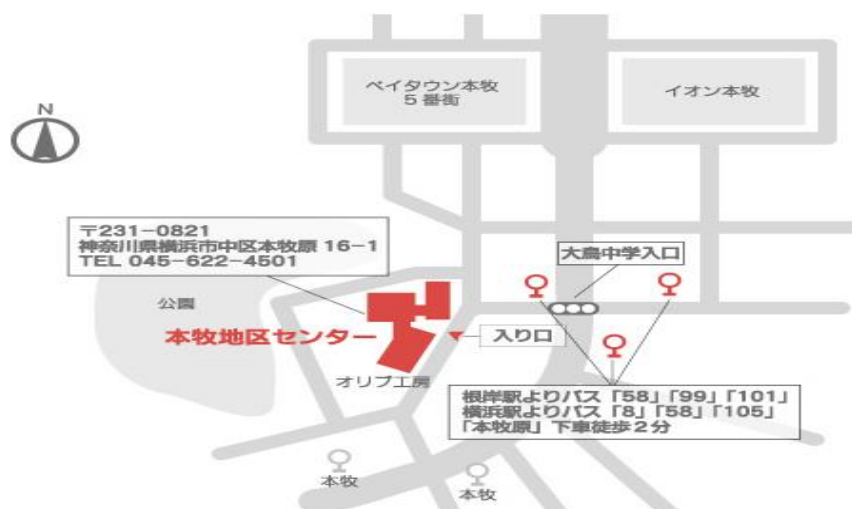 N
ベイタウン本牧
5番街
イオン本牧
〒231-0821
神奈川県横浜市中区本牧原 16-1
TEL 045-622-4501
大鳥中学入口
公園
本牧地区センター
入り口
オリブ工房
根岸駅よりバス「58」「99」「101」
横浜駅よりバス「8」「58」「105」
「本牧原」下車徒歩2分
本牧
本牧